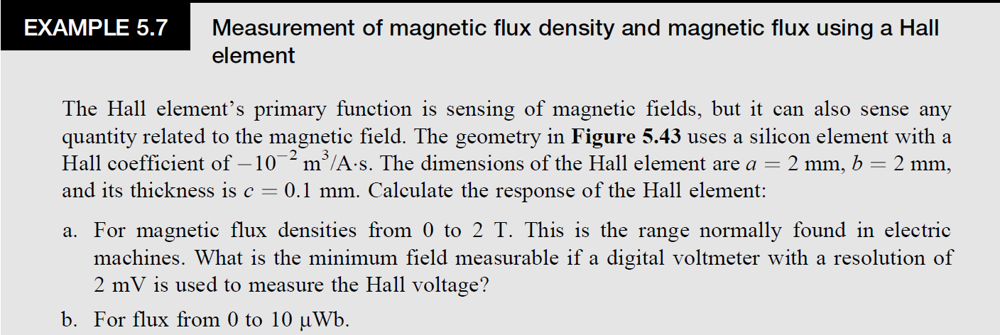 EXAMPLE 5.7
Measurement of magnetic flux density and magnetic flux using a Hall
element
The Hall element’s primary function is sensing of magnetic fields, but it can also sense any
quantity related to the magnetic field. The geometry in Figure 5.43 uses a silicon element with a
Hall coefficient of −10⁻² m³/A·s. The dimensions of the Hall element are a = 2 mm, b = 2 mm,
and its thickness is c = 0.1 mm. Calculate the response of the Hall element:
a. For magnetic flux densities from 0 to 2 T. This is the range normally found in electric
machines. What is the minimum field measurable if a digital voltmeter with a resolution of
2 mV is used to measure the Hall voltage?
b. For flux from 0 to 10 μWb.